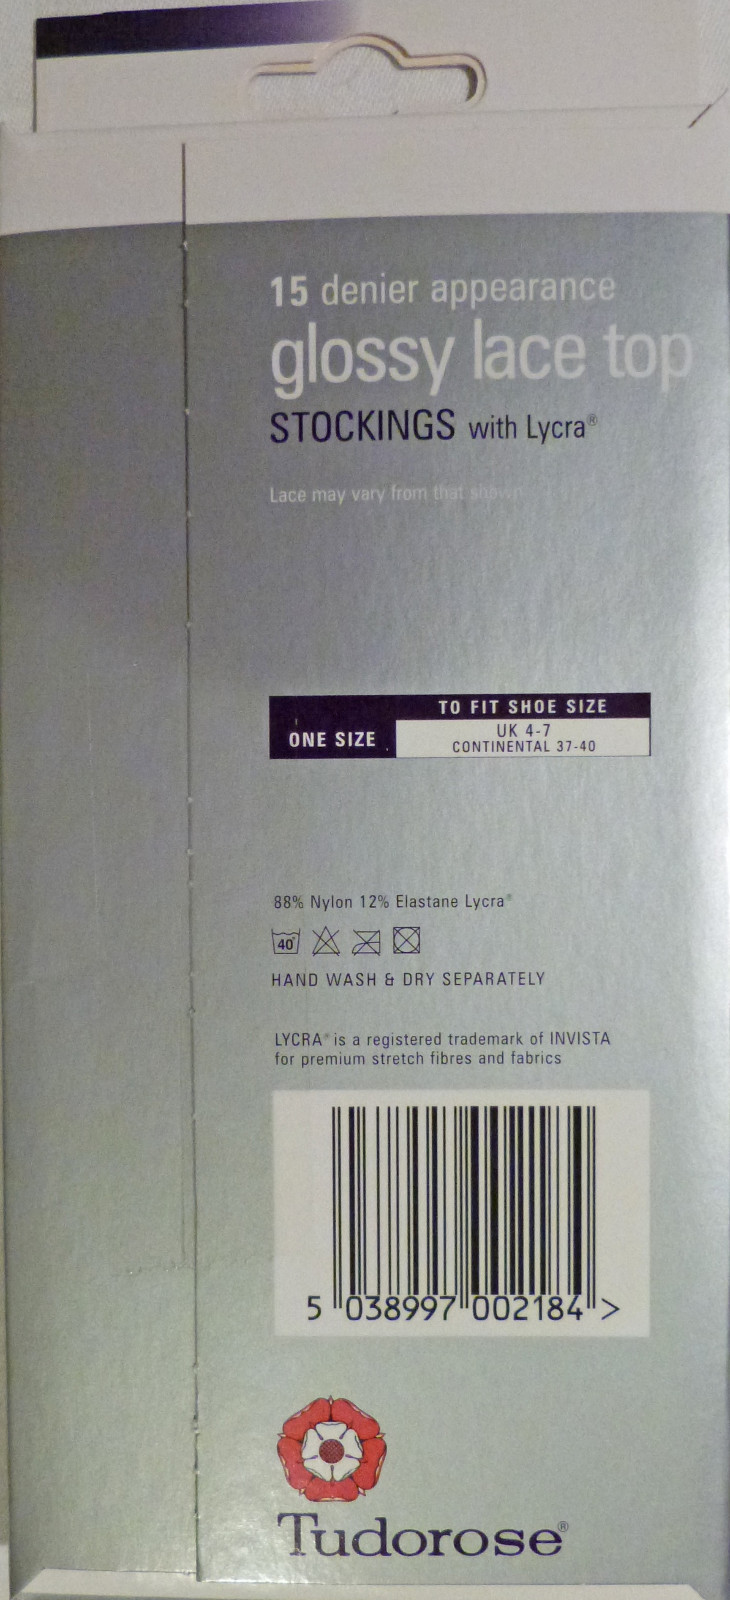 15 denier appearance
glossy lace top
STOCKINGS with Lycra®
Lace may vary from that shown
ONE SIZE
TO FIT SHOE SIZE
UK 4-7
CONTINENTAL 37-40
88% Nylon 12% Elastane Lycra®
40°
HAND WASH & DRY SEPARATELY
LYCRA® is a registered trademark of INVISTA
for premium stretch fibres and fabrics
5 038997 002184 >
Tudorose®